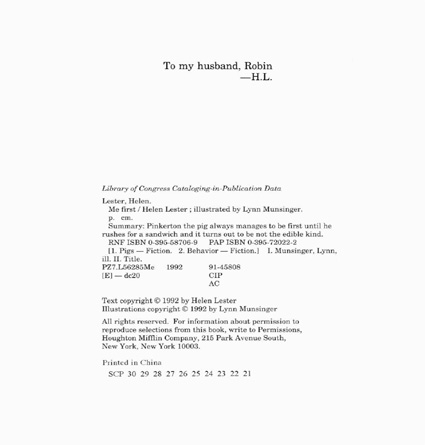 To my husband, Robin
—H.L.
Library of Congress Cataloging-in-Publication Data
Lester, Helen.
Me first / Helen Lester ; illustrated by Lynn Munsinger.
p. cm.
Summary: Pinkerton the pig always manages to be first until he
rushes for a sandwich and it turns out to be not the edible kind.
RNF ISBN 0-395-58706-9 PAP ISBN 0-395-72022-2
[1. Pigs — Fiction. 2. Behavior — Fiction.] I. Munsinger, Lynn,
ill. II. Title.
PZ7.L56285Me 1992 91-45808
[E] — dc20 CIP
AC
Text copyright © 1992 by Helen Lester
Illustrations copyright © 1992 by Lynn Munsinger
All rights reserved. For information about permission to
reproduce selections from this book, write to Permissions,
Houghton Mifflin Company, 215 Park Avenue South,
New York, New York 10003.
Printed in China
SCP 30 29 28 27 26 25 24 23 22 21